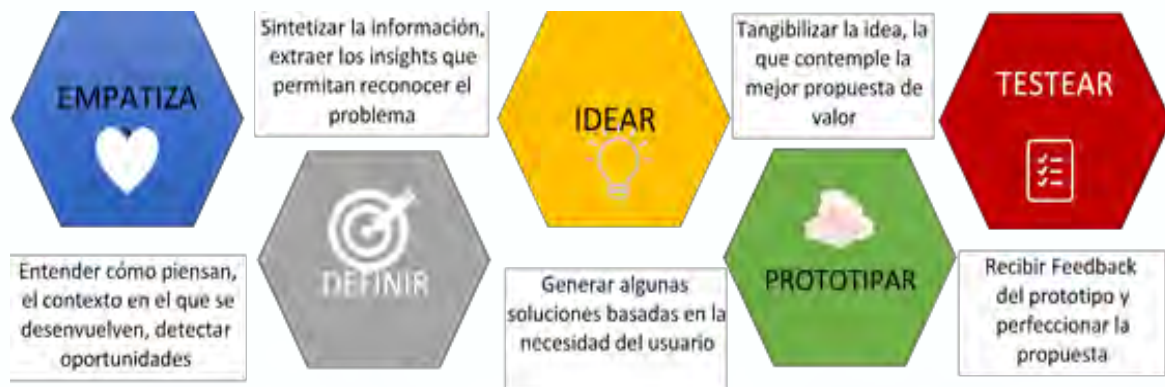 EMPATIZA
Entender cómo piensan,
el contexto en el que se
desenvuelven, detectar
oportunidades
Sintetizar la información,
extraer los insights que
permitan reconocer el
problema
DEFINIR
IDEAR
Generar algunas
soluciones basadas en la
necesidad del usuario
Tangibilizar la idea, la
que contemple la
mejor propuesta de
valor
PROTOTIPAR
TESTEAR
Recibir Feedback
del prototipo y
perfeccionar la
propuesta